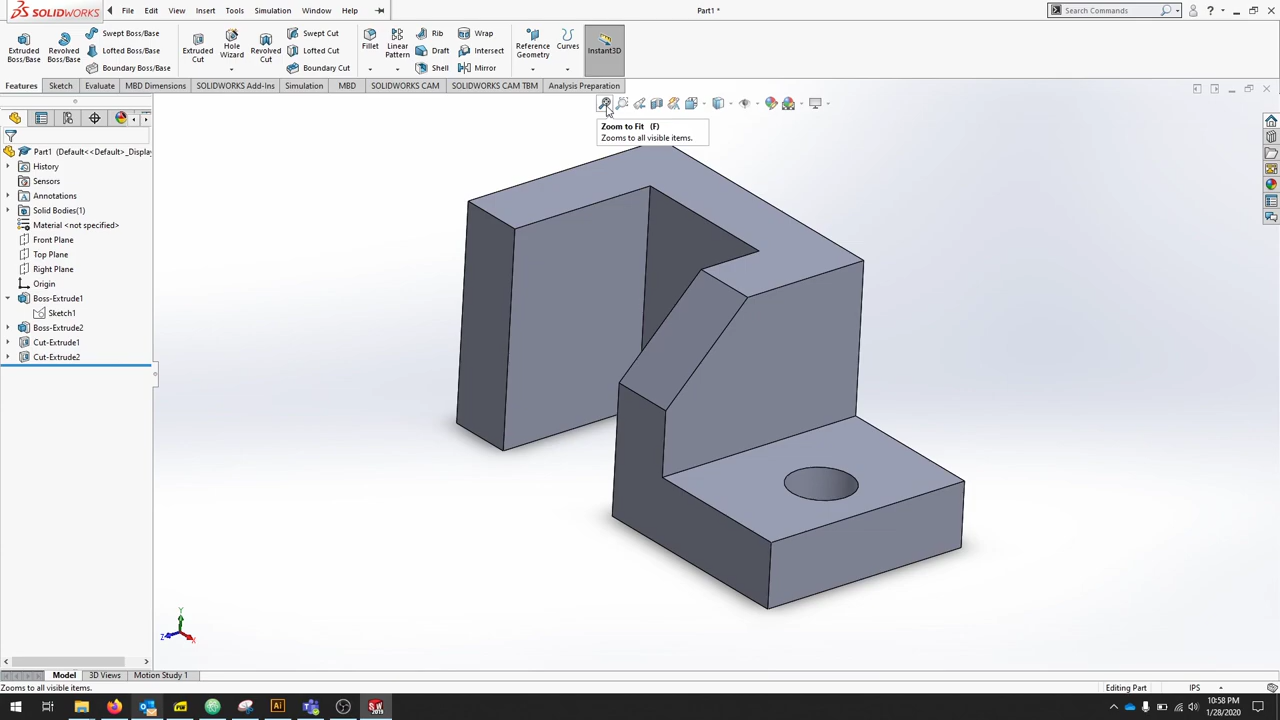 SOLIDWORKS
File Edit View Insert Tools Simulation Window Help
Part1 *
Search Commands
Extruded Boss/Base
Revolved Boss/Base
Swept Boss/Base
Lofted Boss/Base
Boundary Boss/Base
Extruded Cut
Hole Wizard
Revolved Cut
Swept Cut
Lofted Cut
Boundary Cut
Fillet
Linear Pattern
Rib
Draft
Shell
Wrap
Intersect
Mirror
Reference Geometry
Curves
Instant3D
Features Sketch Evaluate MBD Dimensions SOLIDWORKS Add-Ins Simulation MBD SOLIDWORKS CAM SOLIDWORKS CAM TBM Analysis Preparation
Zoom to Fit (F)
Zooms to all visible items.
Part1 (Default<<Default>_Display
History
Sensors
Annotations
Solid Bodies(1)
Material <not specified>
Front Plane
Top Plane
Right Plane
Origin
Boss-Extrude1
Sketch1
Boss-Extrude2
Cut-Extrude1
Cut-Extrude2
Y
Z
X
Model 3D Views Motion Study 1
Zooms to all visible items.
Editing Part
IPS
Ai
SW
10:58 PM
1/28/2020